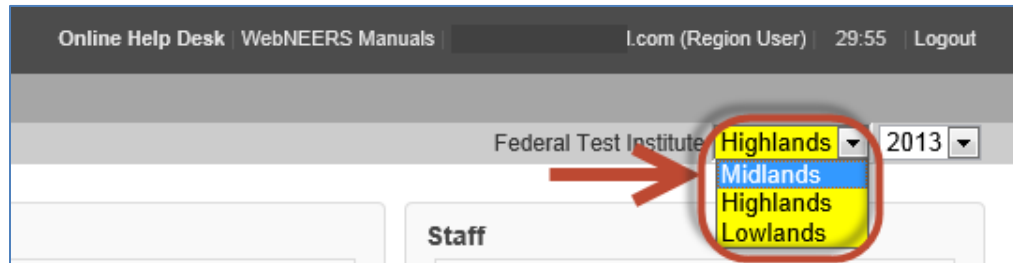 Online Help Desk | WebNEERS Manuals | l.com (Region User) | 29:55 | Logout
Federal Test Institute Highlands 2013
Midlands
Highlands
Lowlands
Staff